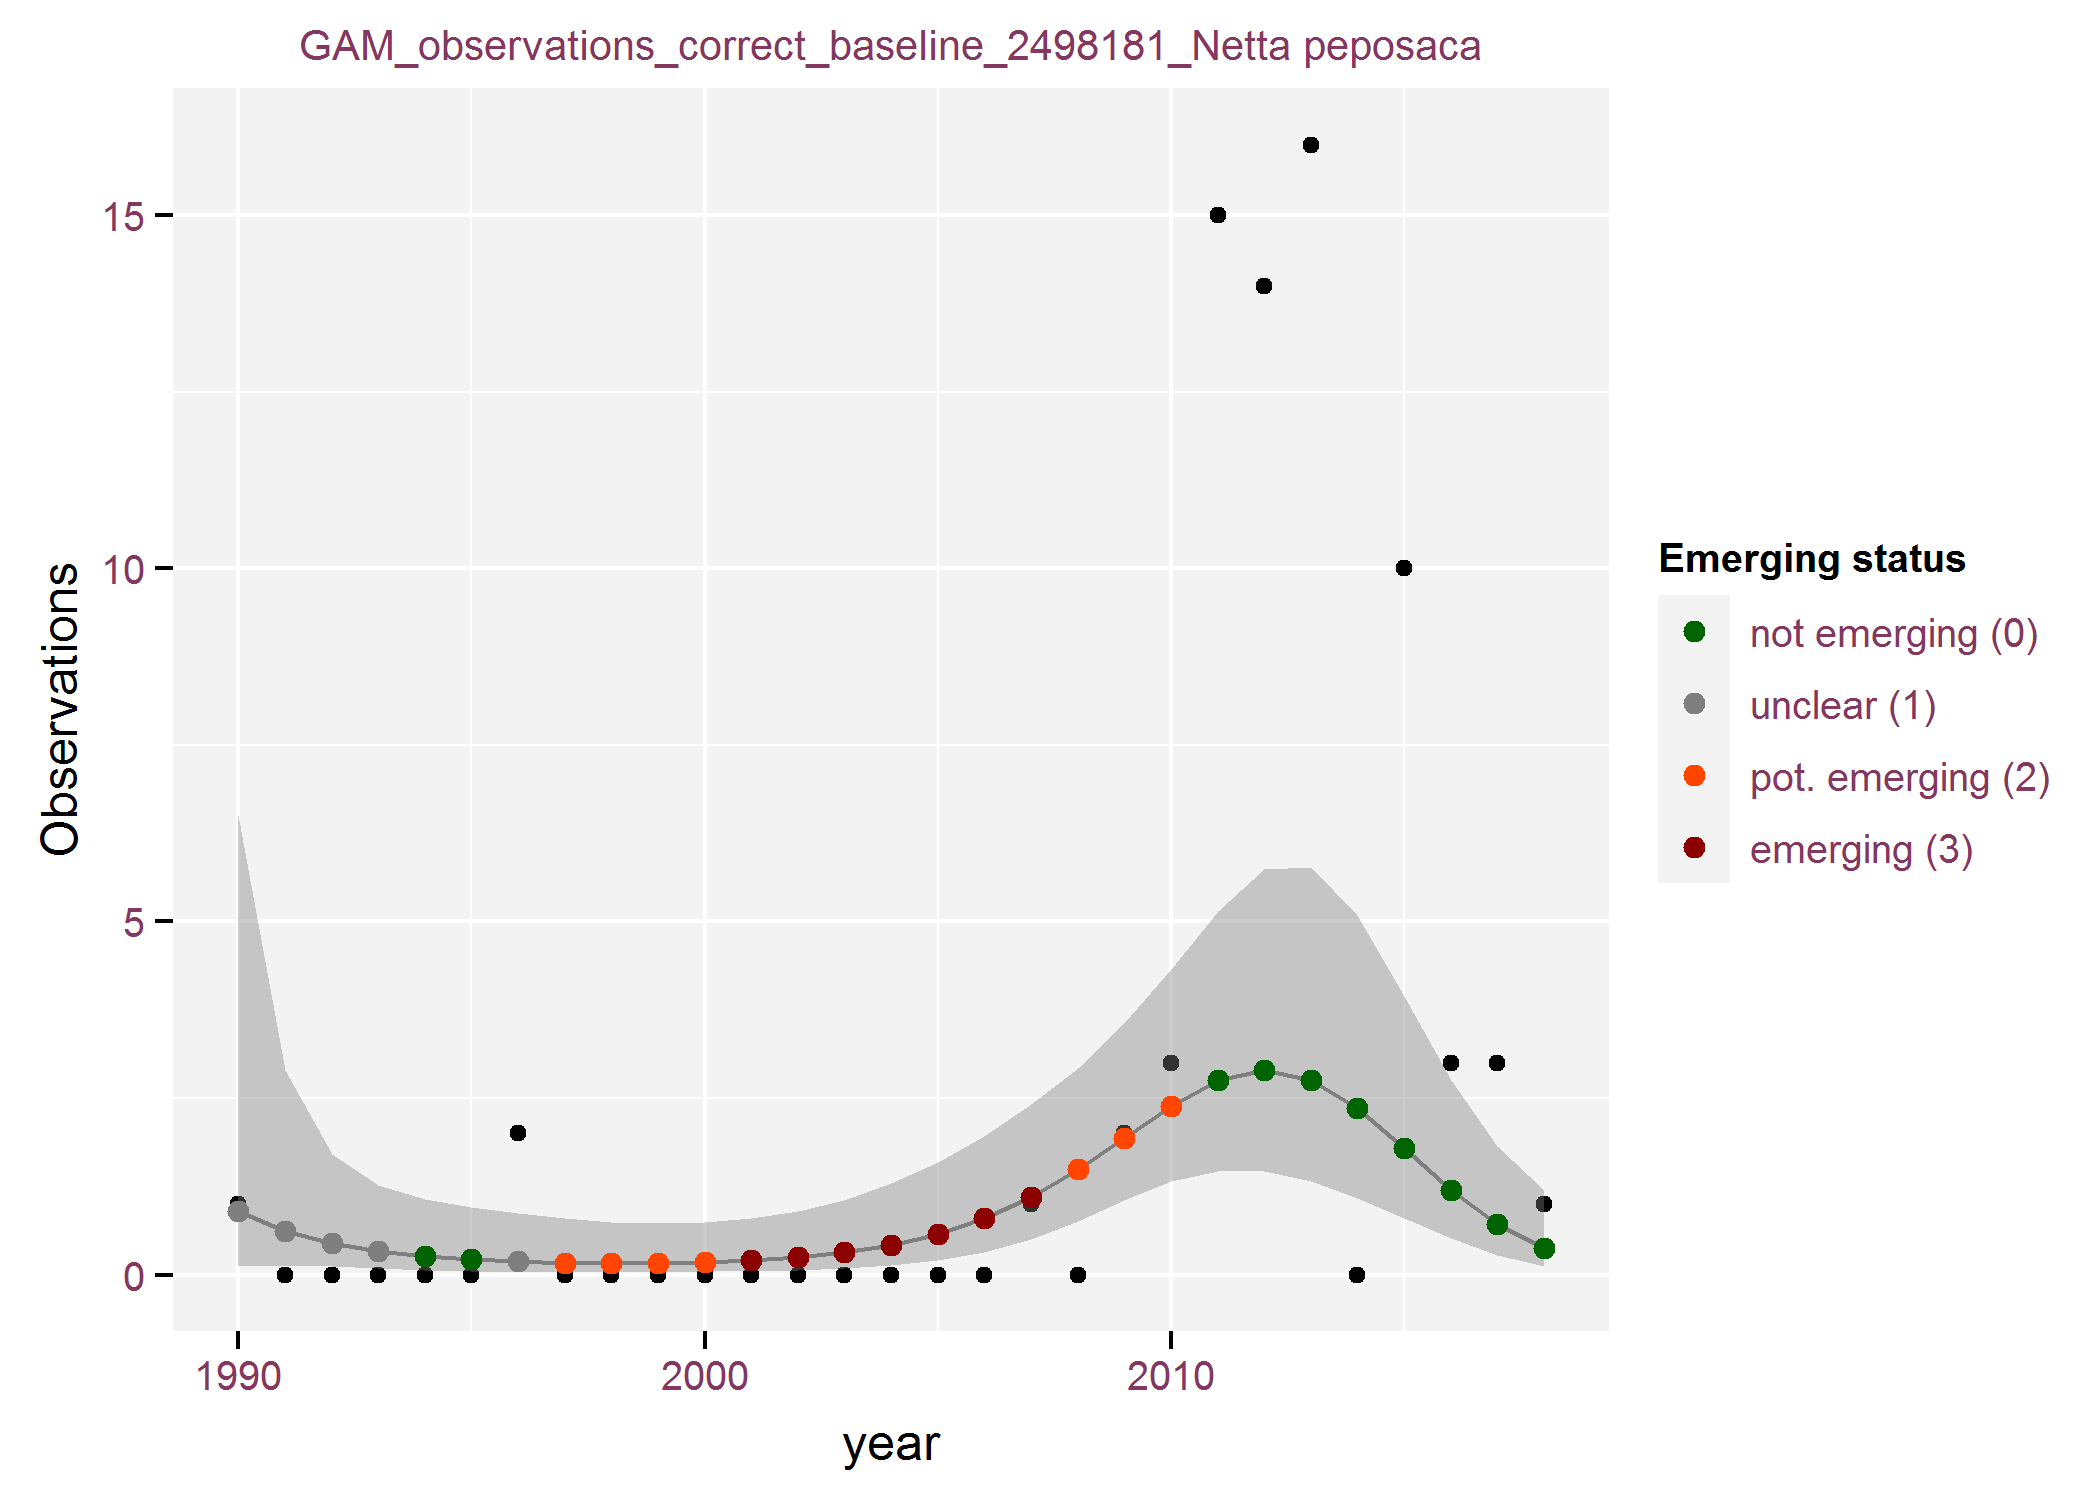 GAM_observations_correct_baseline_2498181_Netta peposaca
Observations
15
10
5
0
1990
2000
2010
year
Emerging status
not emerging (0)
unclear (1)
pot. emerging (2)
emerging (3)